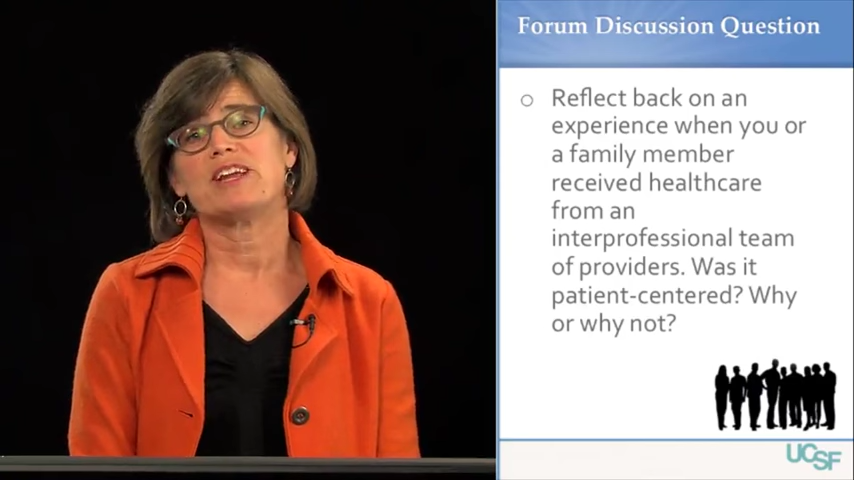 Forum Discussion Question
Reflect back on an
experience when you or
a family member
received healthcare
from an
interprofessional team
of providers. Was it
patient-centered? Why
or why not?
UCSF